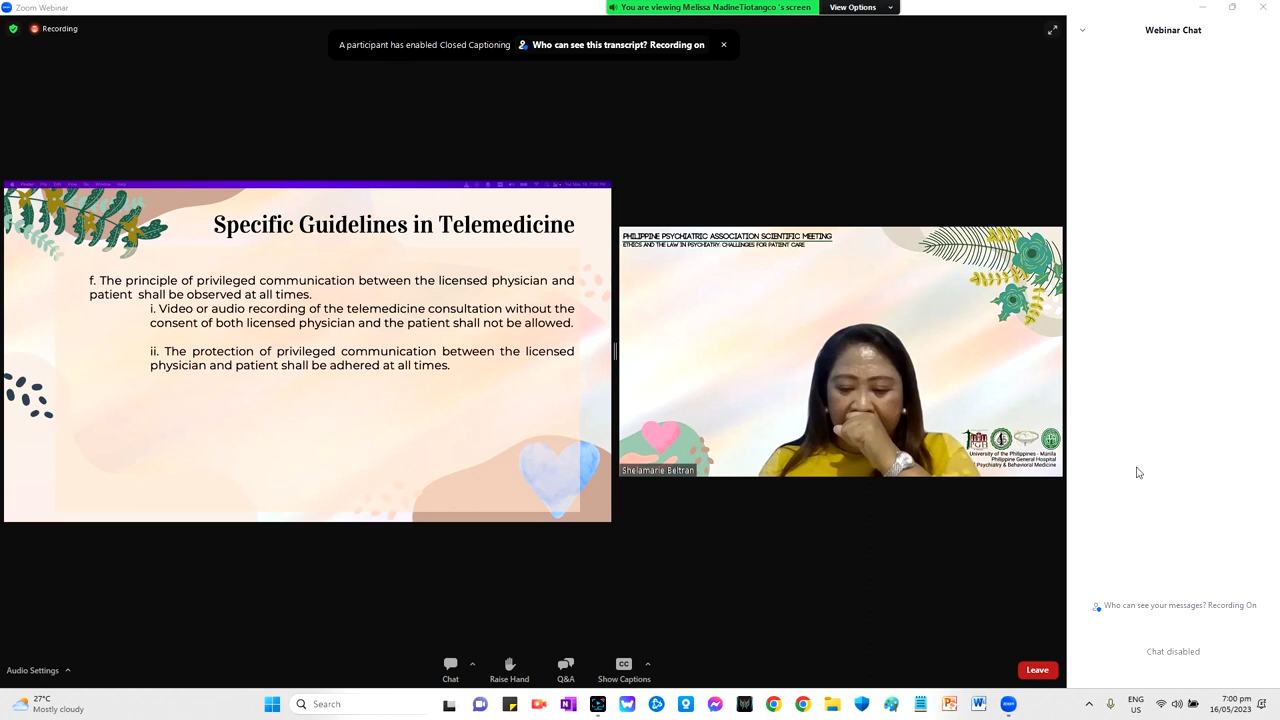 Zoom Webinar
You are viewing Melissa NadineTiotangco 's screen
View Options
Recording
A participant has enabled Closed Captioning
Who can see this transcript? Recording on
Webinar Chat
Specific Guidelines in Telemedicine
f. The principle of privileged communication between the licensed physician and
patient shall be observed at all times.
i. Video or audio recording of the telemedicine consultation without the
consent of both licensed physician and the patient shall not be allowed.
ii. The protection of privileged communication between the licensed
physician and patient shall be adhered at all times.
PHILIPPINE PSYCHIATRIC ASSOCIATION SCIENTIFIC MEETING
ETHICS AND THE LAW IN PSYCHIATRY: CHALLENGES FOR PATIENT CARE
University of the Philippines - Manila
Philippine General Hospital
Psychiatry & Behavioral Medicine
Shelamarie Beltran
Who can see your messages? Recording On
Chat disabled
Audio Settings
Chat
Raise Hand
Q&A
CC
Show Captions
Leave
27°C
Mostly cloudy
Search
zoom
ENG
US
7:00 pm
16/05/2023